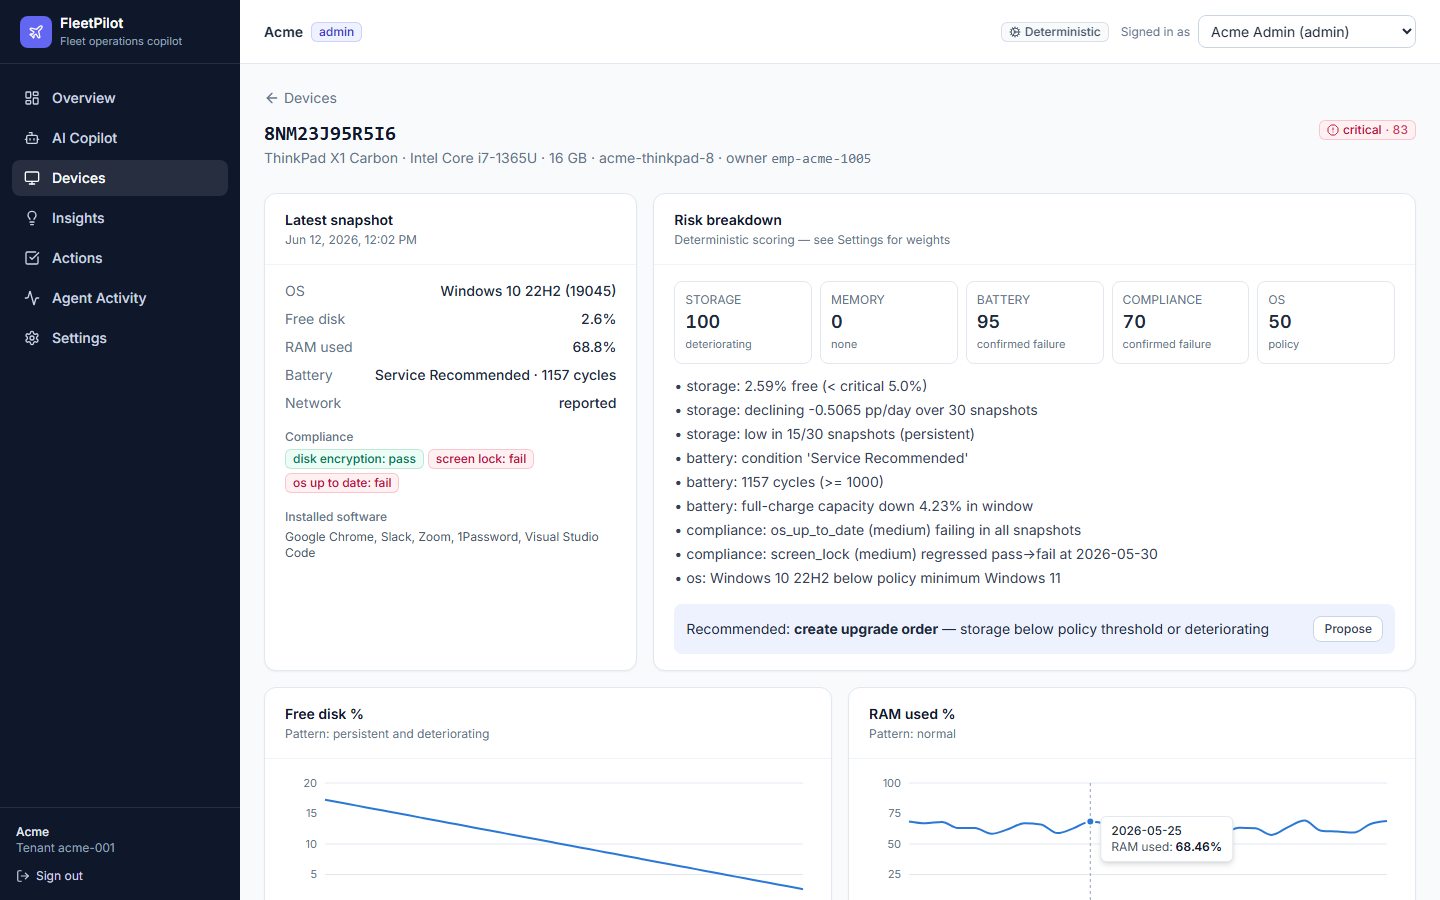 FleetPilot
Fleet operations copilot
Overview
AI Copilot
Devices
Insights
Actions
Agent Activity
Settings
Acme
Tenant acme-001
Sign out
Acme admin
Deterministic
Signed in as
Acme Admin (admin)
← Devices
8NM23J95R5I6
critical · 83
ThinkPad X1 Carbon · Intel Core i7-1365U · 16 GB · acme-thinkpad-8 · owner emp-acme-1005
Latest snapshot
Jun 12, 2026, 12:02 PM
OS Windows 10 22H2 (19045)
Free disk 2.6%
RAM used 68.8%
Battery Service Recommended · 1157 cycles
Network reported
Compliance
disk encryption: pass screen lock: fail
os up to date: fail
Installed software
Google Chrome, Slack, Zoom, 1Password, Visual Studio
Code
Risk breakdown
Deterministic scoring — see Settings for weights
STORAGE
100
deteriorating
MEMORY
0
none
BATTERY
95
confirmed failure
COMPLIANCE
70
confirmed failure
OS
50
policy
• storage: 2.59% free (< critical 5.0%)
• storage: declining -0.5065 pp/day over 30 snapshots
• storage: low in 15/30 snapshots (persistent)
• battery: condition 'Service Recommended'
• battery: 1157 cycles (>= 1000)
• battery: full-charge capacity down 4.23% in window
• compliance: os_up_to_date (medium) failing in all snapshots
• compliance: screen_lock (medium) regressed pass→fail at 2026-05-30
• os: Windows 10 22H2 below policy minimum Windows 11
Recommended: create upgrade order — storage below policy threshold or deteriorating
Propose
Free disk %
Pattern: persistent and deteriorating
20
15
10
5
RAM used %
Pattern: normal
100
75
50
25
2026-05-25
RAM used: 68.46%